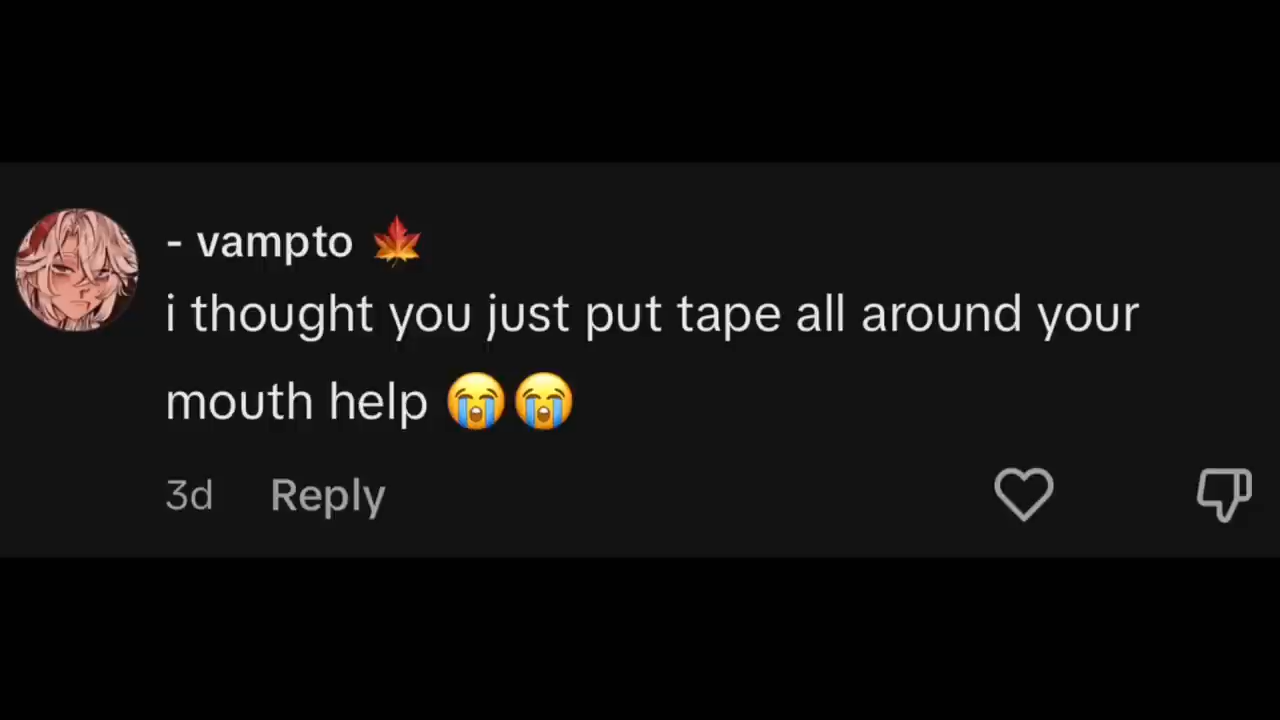 - vampto 🍁
i thought you just put tape all around your
mouth help 😭😭
3d Reply